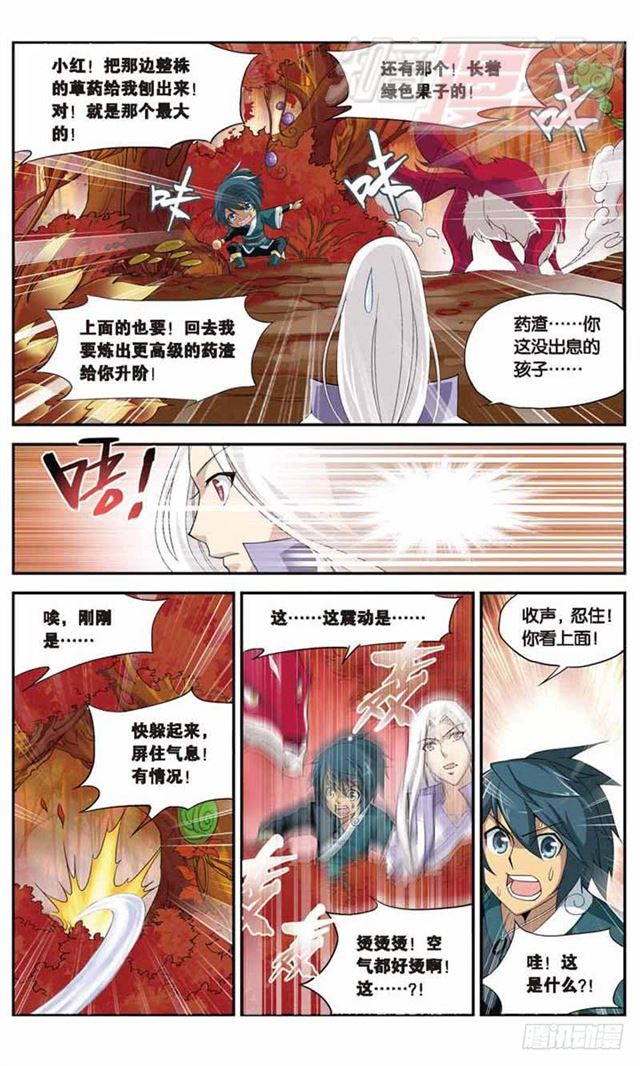 小红！把那边整株
的草药给我刨出来！
对！就是那个最大
的！
还有那个！长着
绿色果子的！
哇
哇
上面的也要！回去我
要炼出更高级的药渣
给你升阶！
药渣……你
这没出息的
孩子……
唔！
唉，刚刚
是……
快躲起来，
屏住气息！
有情况！
这……这震动是……
烫烫烫！空
气都好烫啊！
这……?！
收声，忍住！
你看上面！
哇！这
是什么?！
腾讯动漫